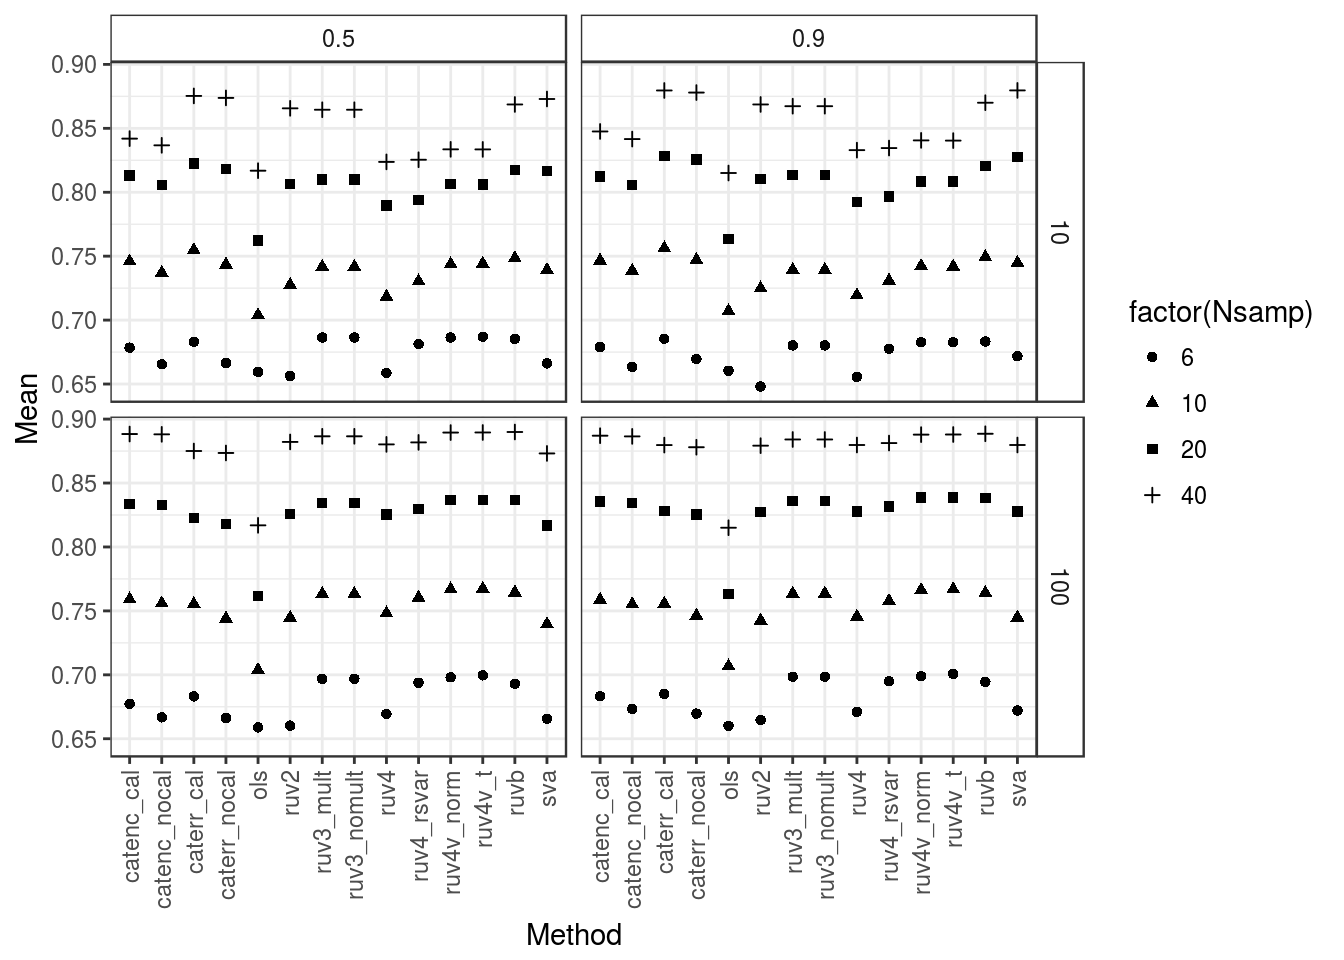 0.5
0.9
0.90
0.85
0.80
0.75
0.70
0.65
10
0.90
0.85
0.80
0.75
0.70
0.65
100
Mean
catenc_cal
catenc_nocal
caterr_cal
caterr_nocal
ols
ruv2
ruv3_mult
ruv3_nomult
ruv4
ruv4_rsvar
ruv4v_norm
ruv4v_t
ruvb
sva
catenc_cal
catenc_nocal
caterr_cal
caterr_nocal
ols
ruv2
ruv3_mult
ruv3_nomult
ruv4
ruv4_rsvar
ruv4v_norm
ruv4v_t
ruvb
sva
Method
factor(Nsamp)
6
10
20
40